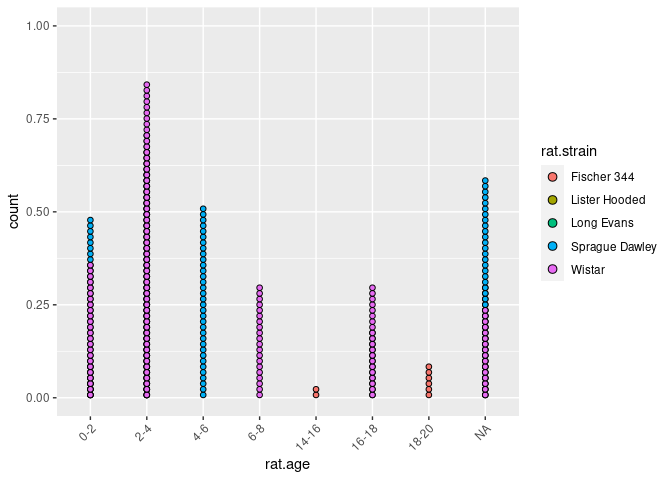 1.00
0.75
0.50
0.25
0.00
count
0-2
2-4
4-6
6-8
14-16
16-18
18-20
NA
rat.age
rat.strain
Fischer 344
Lister Hooded
Long Evans
Sprague Dawley
Wistar